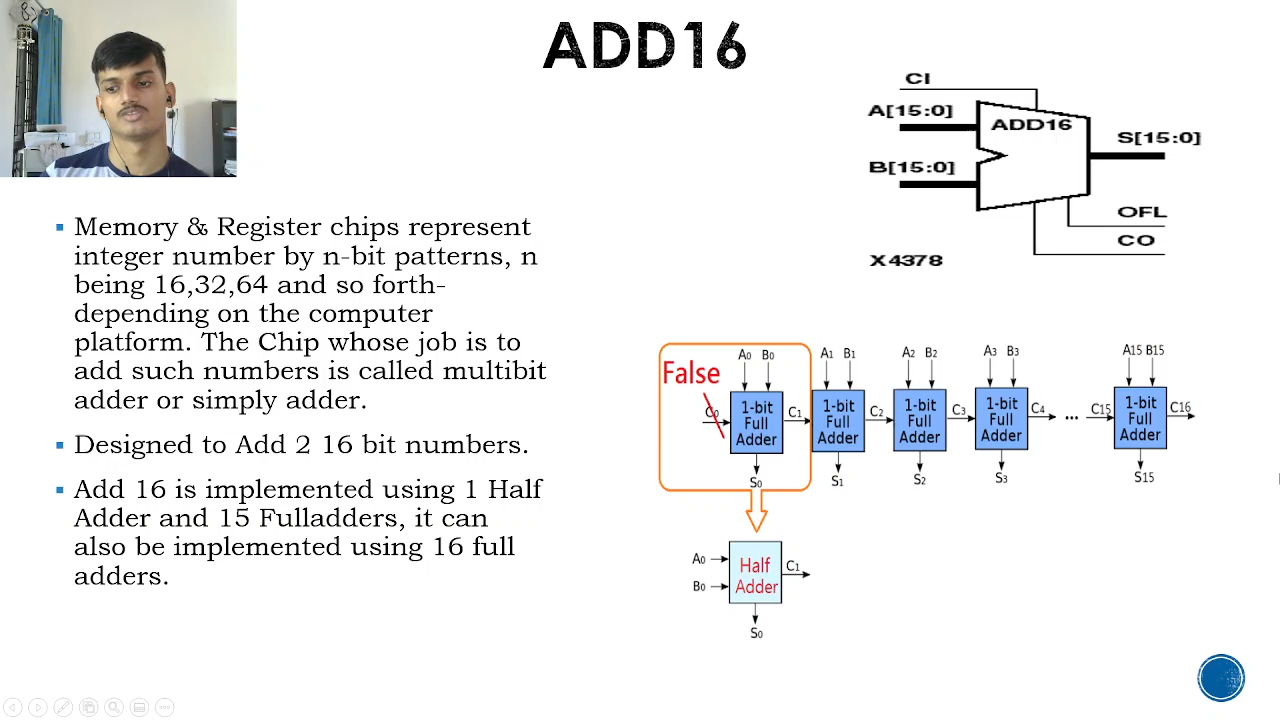 ADD16
CI
A[15:0]
ADD16
S[15:0]
B[15:0]
OFL
CO
X4378
▪ Memory & Register chips represent
integer number by n-bit patterns, n
being 16,32,64 and so forth-
depending on the computer
platform. The Chip whose job is to
add such numbers is called multibit
adder or simply adder.
▪ Designed to Add 2 16 bit numbers.
▪ Add 16 is implemented using 1 Half
Adder and 15 Fulladders, it can
also be implemented using 16 full
adders.
A0 B0 A1 B1 A2 B2 A3 B3 A15 B15
False
C0 1-bit Full Adder C1 1-bit Full Adder C2 1-bit Full Adder C3 1-bit Full Adder C4 ... C15 1-bit Full Adder C16
S0 S1 S2 S3 S15
A0
B0
Half
Adder
C1
S0